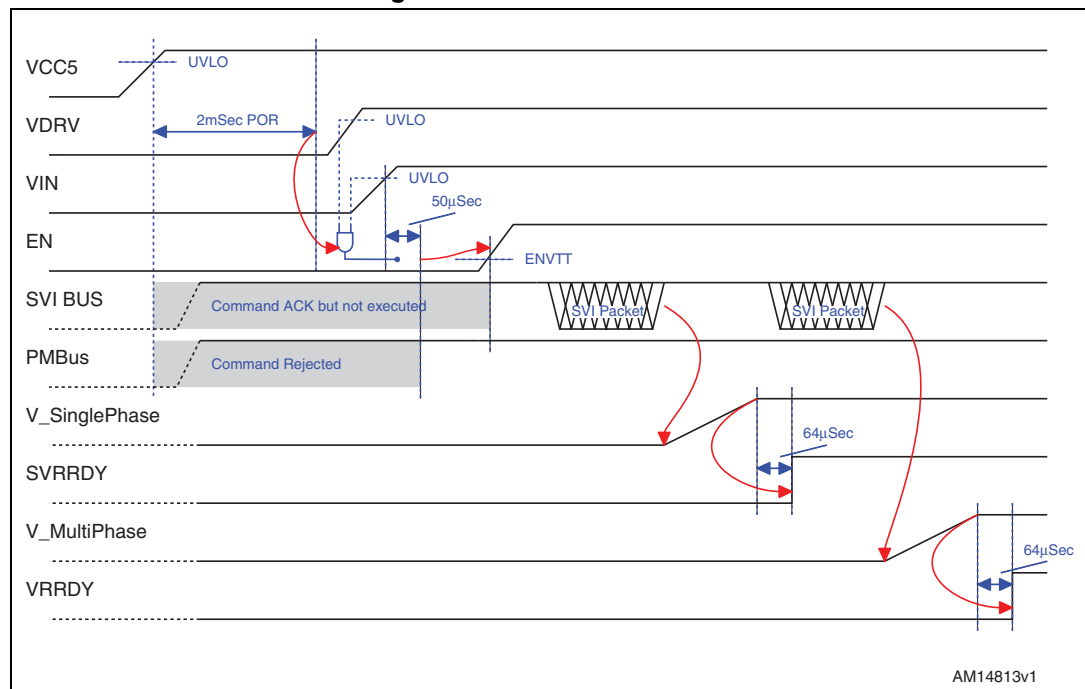 g
VCC5
UVLO
2mSec POR
VDRV
UVLO
VIN
UVLO
50μSec
EN
ENVTT
SVI BUS
Command ACK but not executed
SVI Packet
SVI Packet
PMBus
Command Rejected
V_SinglePhase
64μSec
SVRRDY
V_MultiPhase
64μSec
VRRDY
AM14813v1